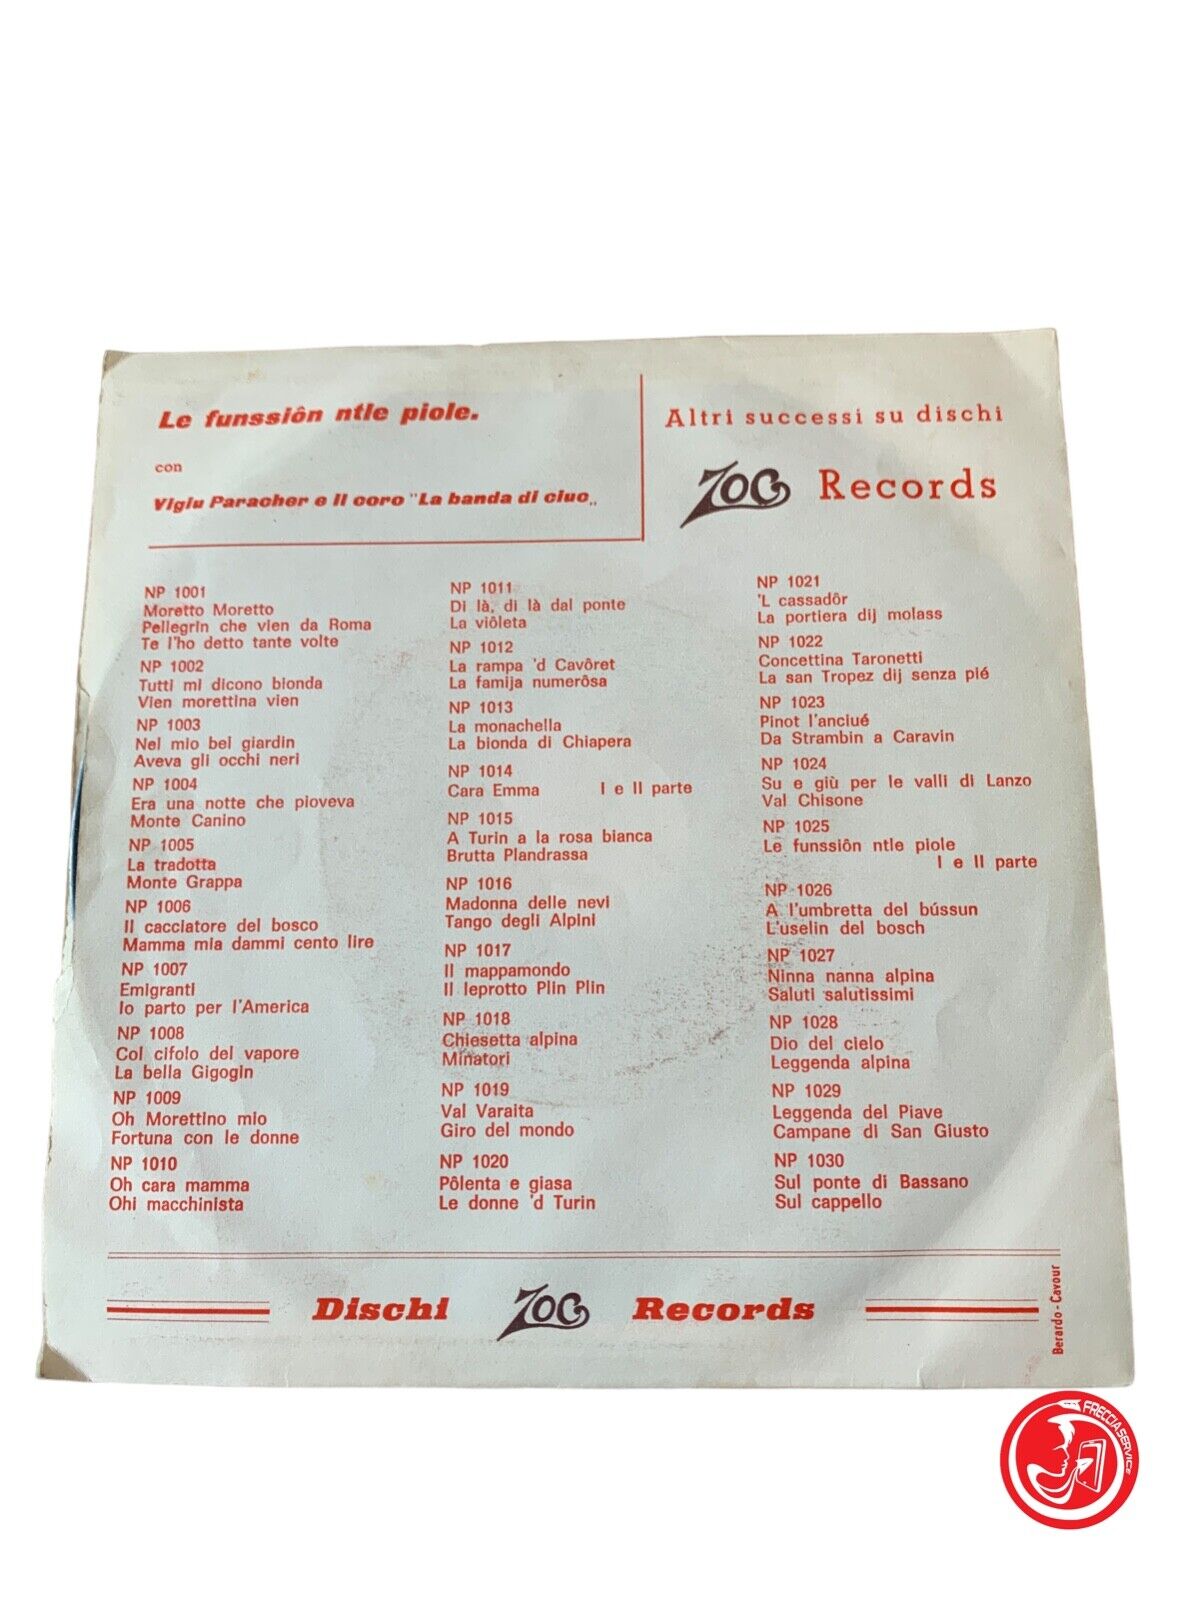 Le funssiôn ntle piole.
con
Vigiu Paracher e il coro "La banda di ciuc„
Altri successi su dischi
ZOG Records
NP 1001
Moretto Moretto
Pellegrin che vien da Roma
Te l'ho detto tante volte
NP 1002
Tutti mi dicono bionda
Vien morettina vien
NP 1003
Nel mio bel giardin
Aveva gli occhi neri
NP 1004
Era una notte che pioveva
Monte Canino
NP 1005
La tradotta
Monte Grappa
NP 1006
Il cacciatore del bosco
Mamma mia dammi cento lire
NP 1007
Emigranti
Io parto per l'America
NP 1008
Col cifolo del vapore
La bella Gigogin
NP 1009
Oh Morettino mio
Fortuna con le donne
NP 1010
Oh cara mamma
Ohi macchinista
NP 1011
Di là, di là dal ponte
La viôleta
NP 1012
La rampa 'd Cavôret
La famija numerôsa
NP 1013
La monachella
La bionda di Chiapera
NP 1014
Cara Emma I e II parte
NP 1015
A Turin a la rosa bianca
Brutta Plandrassa
NP 1016
Madonna delle nevi
Tango degli Alpini
NP 1017
Il mappamondo
Il leprotto Plin Plin
NP 1018
Chiesetta alpina
Minatori
NP 1019
Val Varaita
Giro del mondo
NP 1020
Pôlenta e giasa
Le donne 'd Turin
NP 1021
'L cassadôr
La portiera dij molass
NP 1022
Concettina Taronetti
La san Tropez dij senza pié
NP 1023
Pinot l'anciué
Da Strambin a Caravin
NP 1024
Su e giù per le valli di Lanzo
Val Chisone
NP 1025
Le funssiôn ntle piole
I e II parte
NP 1026
A l'umbretta del bússun
L'uselin del bosch
NP 1027
Ninna nanna alpina
Saluti salutissimi
NP 1028
Dio del cielo
Leggenda alpina
NP 1029
Leggenda del Piave
Campane di San Giusto
NP 1030
Sul ponte di Bassano
Sul cappello
Dischi ZOG Records
Berardo - Cavour
FRECCIA SERVICE